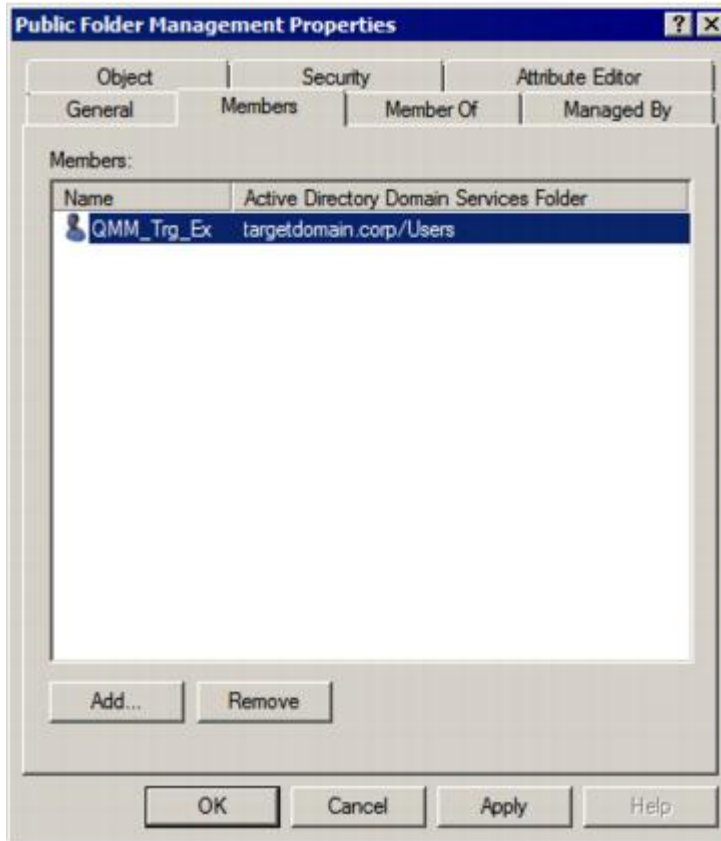 Public Folder Management Properties
Object Security Attribute Editor
General Members Member Of Managed By
Members:
Name Active Directory Domain Services Folder
QMM_Trg_Ex targetdomain.corp/Users
Add... Remove
OK Cancel Apply Help